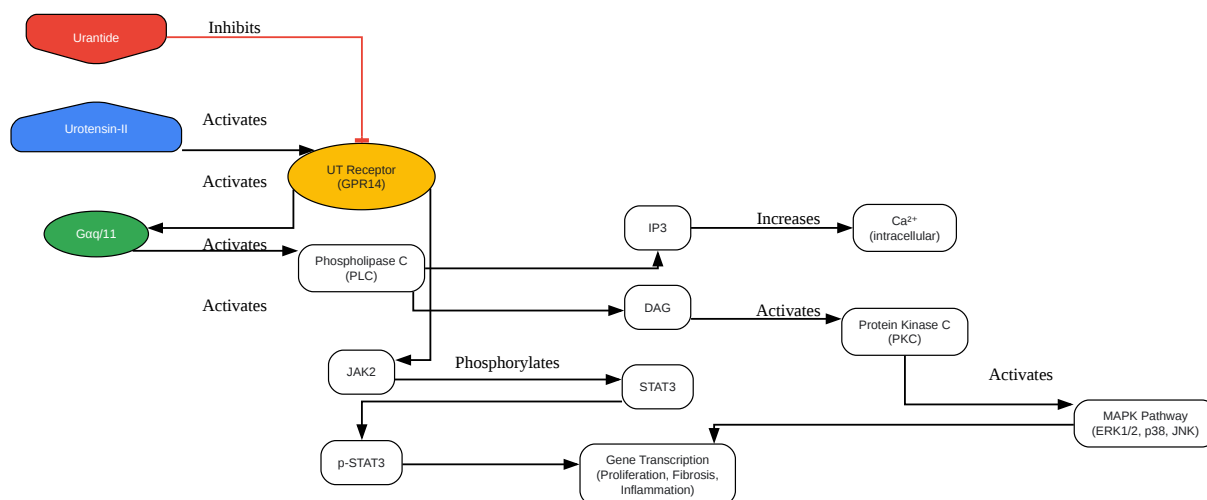 Inhibits
Urantide
Activates
Urotensin-II
UT Receptor
(GPR14)
Activates
Gαq/11
Activates
IP3
Increases
Ca²⁺
(intracellular)
Phospholipase C
(PLC)
Activates
DAG
Activates
Protein Kinase C
(PKC)
JAK2
Phosphorylates
STAT3
Activates
MAPK Pathway
(ERK1/2, p38, JNK)
p-STAT3
Gene Transcription
(Proliferation, Fibrosis,
Inflammation)